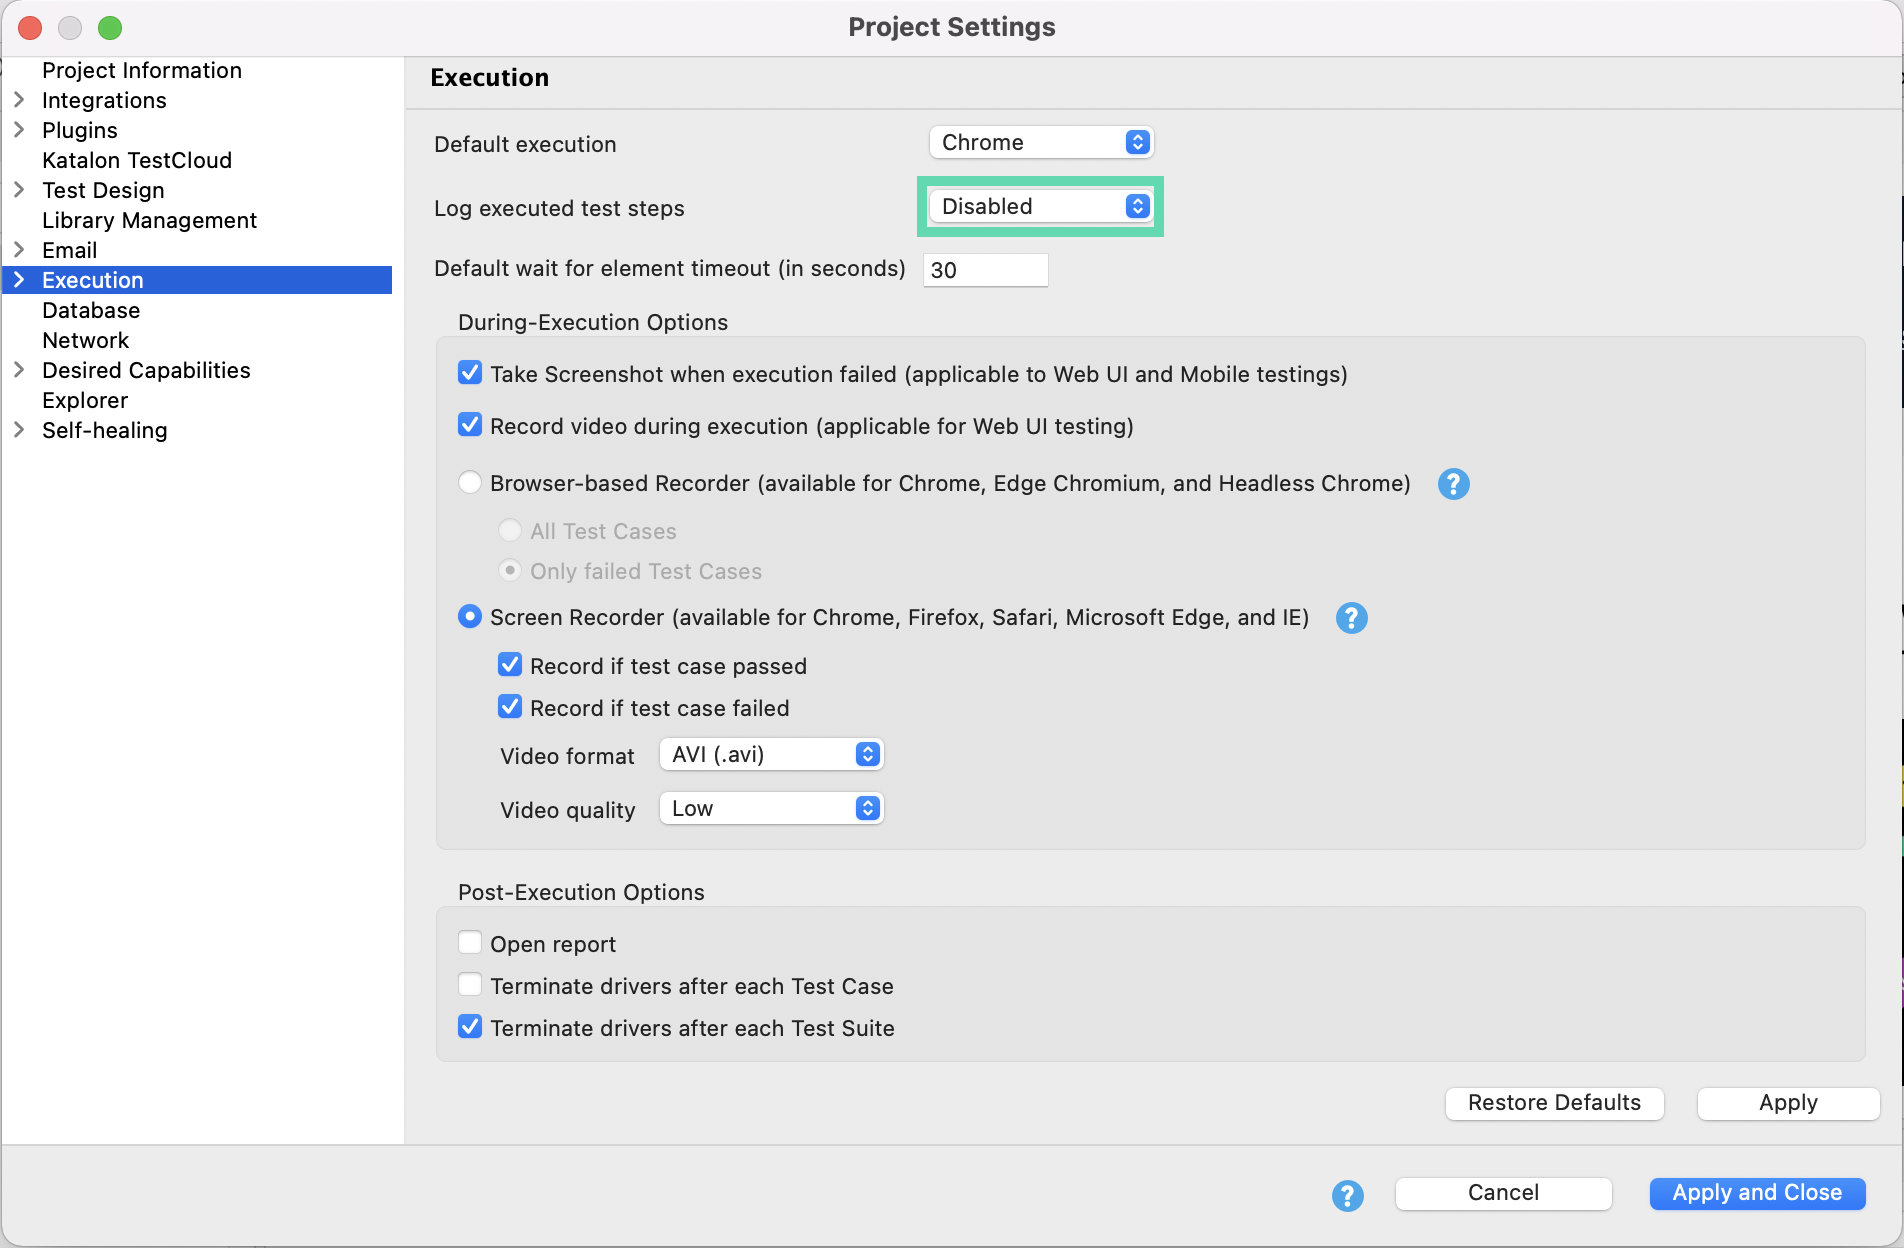 Project Settings
Project Information
Integrations
Plugins
Katalon TestCloud
Test Design
Library Management
Email
Execution
Database
Network
Desired Capabilities
Explorer
Self-healing
Execution
Default execution
Chrome
Log executed test steps
Disabled
Default wait for element timeout (in seconds)
30
During-Execution Options
Take Screenshot when execution failed (applicable to Web UI and Mobile testings)
Record video during execution (applicable for Web UI testing)
Browser-based Recorder (available for Chrome, Edge Chromium, and Headless Chrome)
?
All Test Cases
Only failed Test Cases
Screen Recorder (available for Chrome, Firefox, Safari, Microsoft Edge, and IE)
?
Record if test case passed
Record if test case failed
Video format
AVI (.avi)
Video quality
Low
Post-Execution Options
Open report
Terminate drivers after each Test Case
Terminate drivers after each Test Suite
Restore Defaults
Apply
?
Cancel
Apply and Close